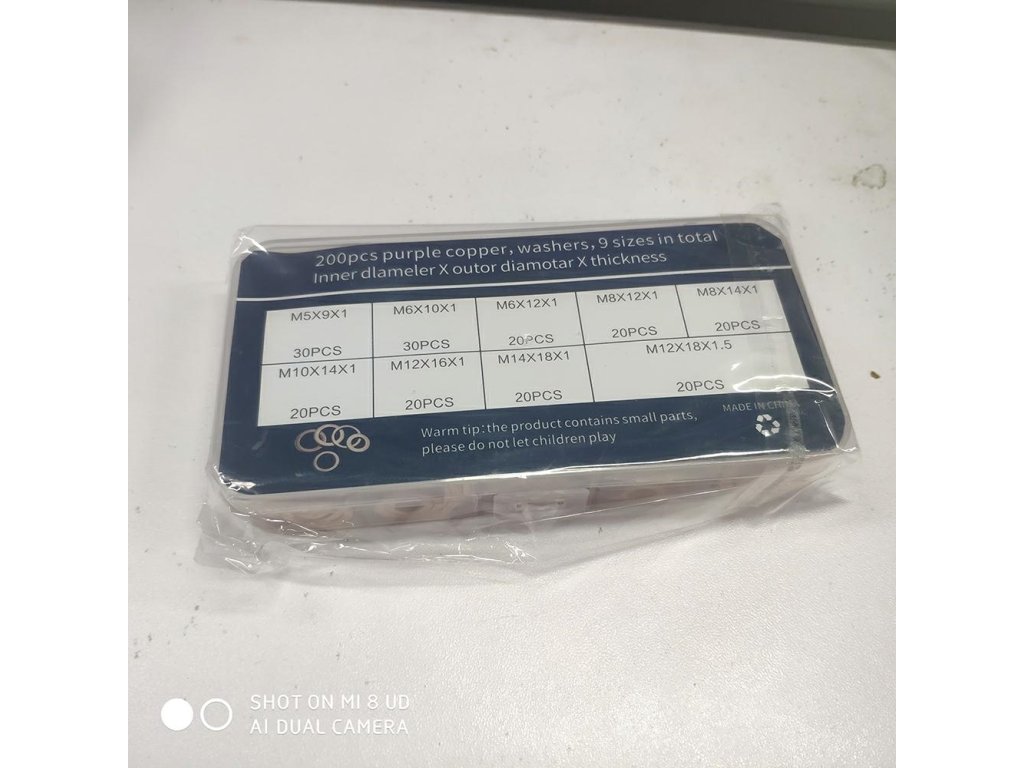 200pcs purple copper, washers, 9 sizes in total
Inner dlameler X outor diamotar X thickness
M5X9X1 M6X10X1 M6X12X1 M8X12X1 M8X14X1
30PCS 30PCS 20PCS 20PCS 20PCS
M10X14X1 M12X16X1 M14X18X1 M12X18X1.5
20PCS 20PCS 20PCS 20PCS
MADE IN CHINA
Warm tip: the product contains small parts,
please do not let children play
SHOT ON MI 8 UD
AI DUAL CAMERA